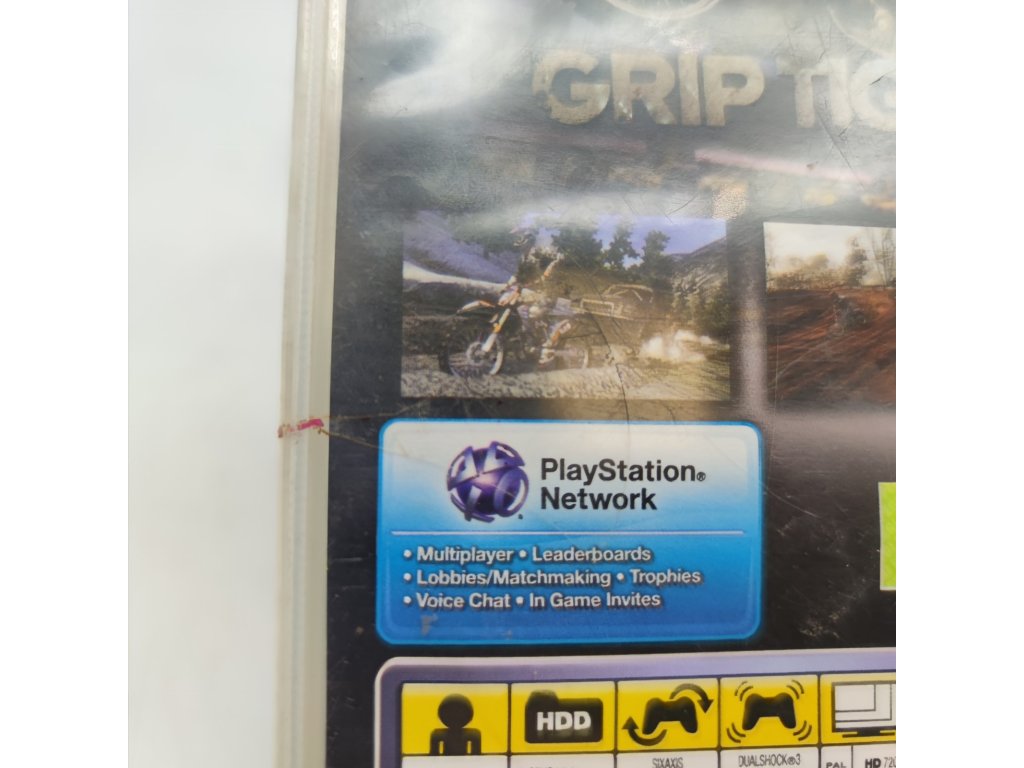 GRIP TIG
PlayStation®
Network
• Multiplayer • Leaderboards
• Lobbies/Matchmaking • Trophies
• Voice Chat • In Game Invites
HDD
SIXAXIS
DUALSHOCK®3
PAL
HD 720